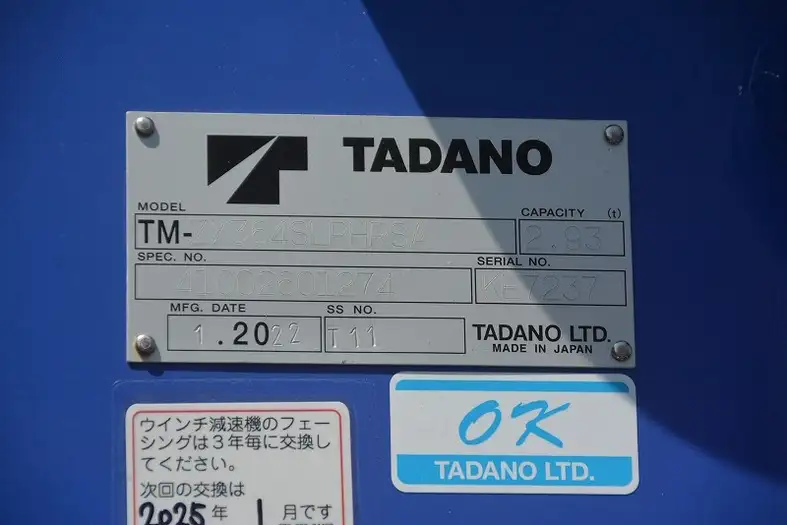 TADANO
MODEL
CAPACITY (t)
TM-ZX364SLRHRSA
2.93
SPEC. NO.
SERIAL NO.
41002801274
KE7237
MFG. DATE
SS NO.
1.2022
T11
TADANO LTD.
MADE IN JAPAN
OK
TADANO LTD.
ウインチ減速機のフェー
シングは3年毎に交換し
てください。
次回の交換は
2025年 1月です